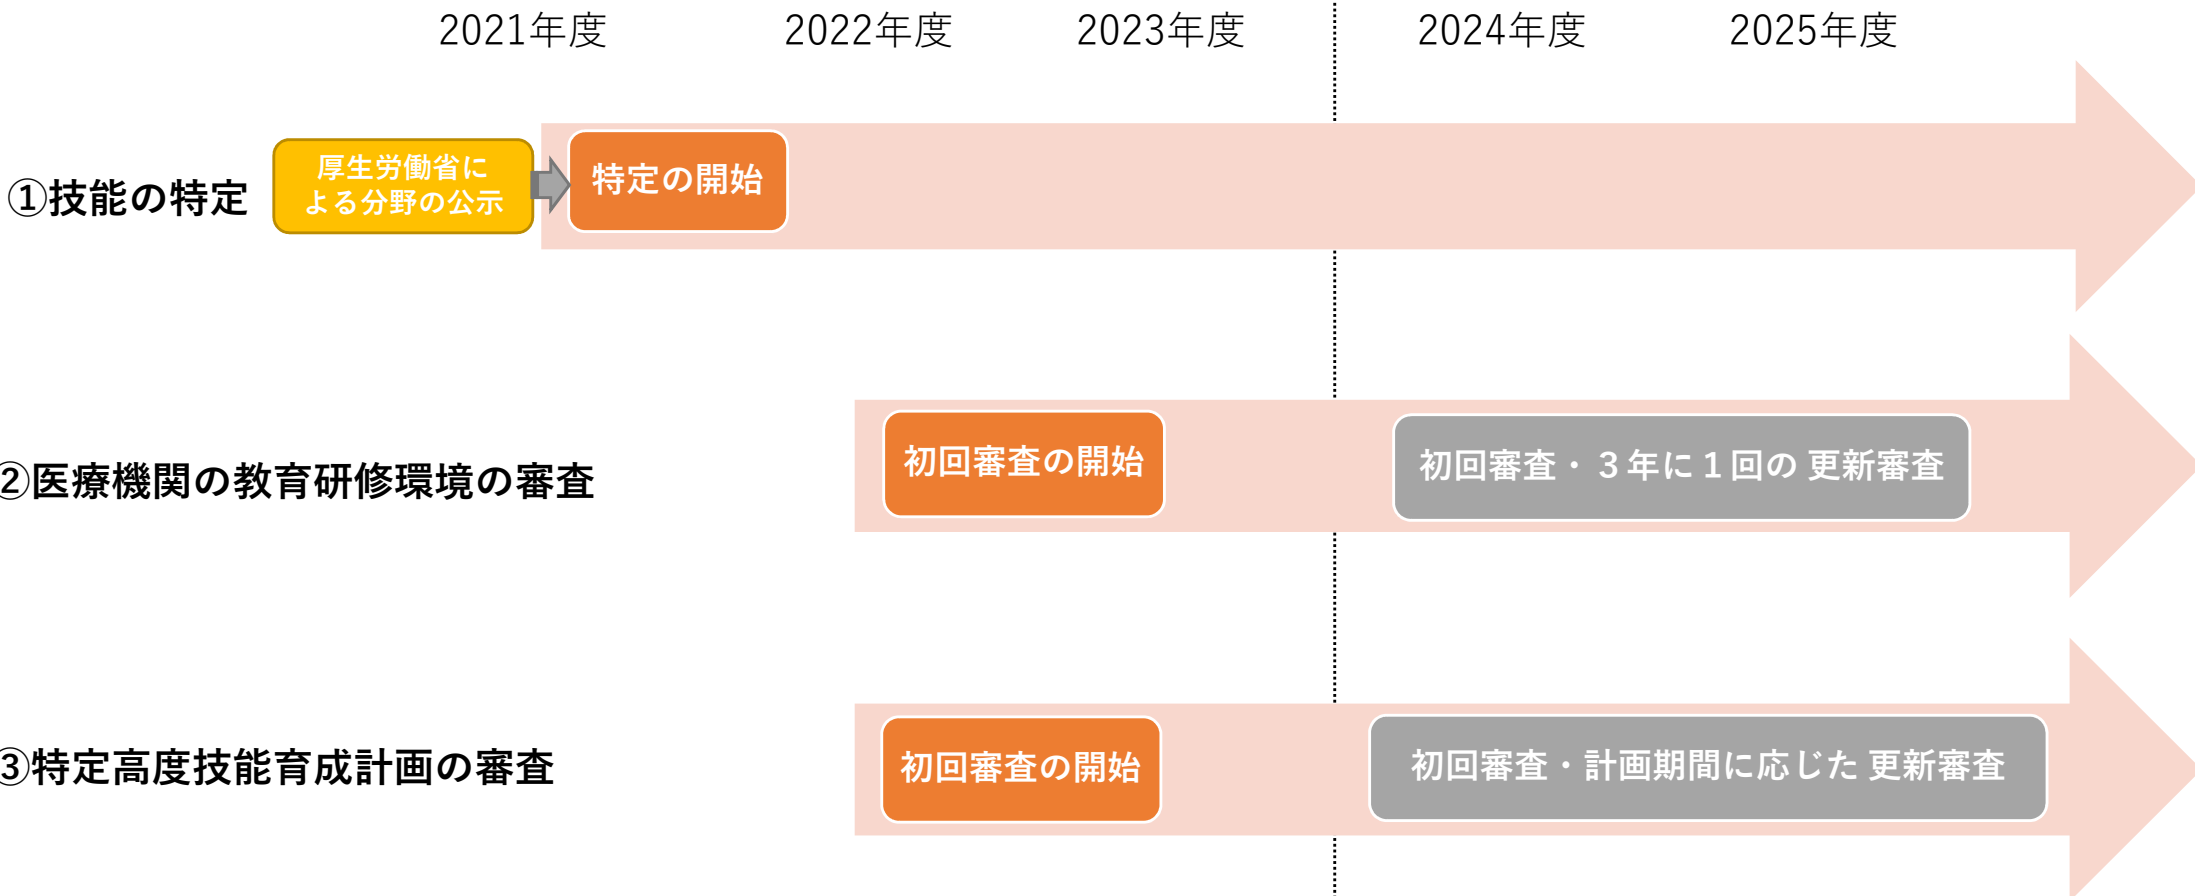 2021年度 2022年度 2023年度 2024年度 2025年度
①技能の特定
厚生労働省に
よる分野の公示
特定の開始
②医療機関の教育研修環境の審査
初回審査の開始
初回審査・３年に１回の 更新審査
③特定高度技能育成計画の審査
初回審査の開始
初回審査・計画期間に応じた 更新審査